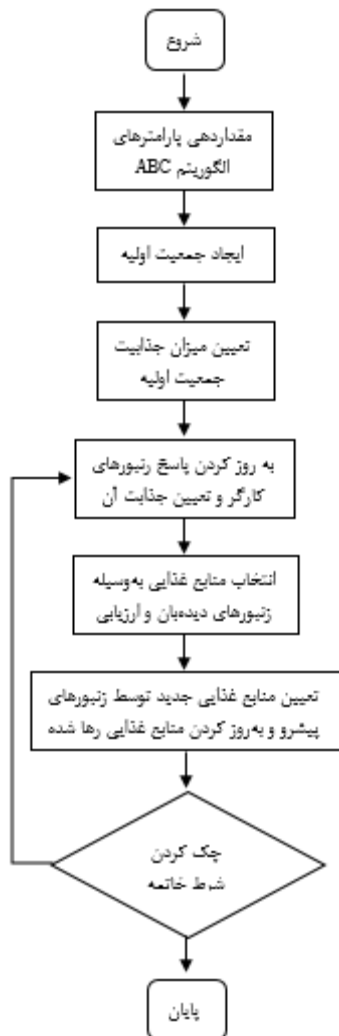 شروع
مقداردهی پارامترهای
الگوریتم ABC
ایجاد جمعیت اولیه
تعیین میزان جذابیت
جمعیت اولیه
به روز کردن پاسخ زنبورهای
کارگر و تعیین جذابت آن
انتخاب منابع غذایی به‌وسیله
زنبورهای دیده‌بان و ارزیابی
تعیین منابع غذایی جدید توسط زنبورهای
پیشرو و به‌روز کردن منابع غذایی رها شده
چک کردن
شرط خاتمه
پایان